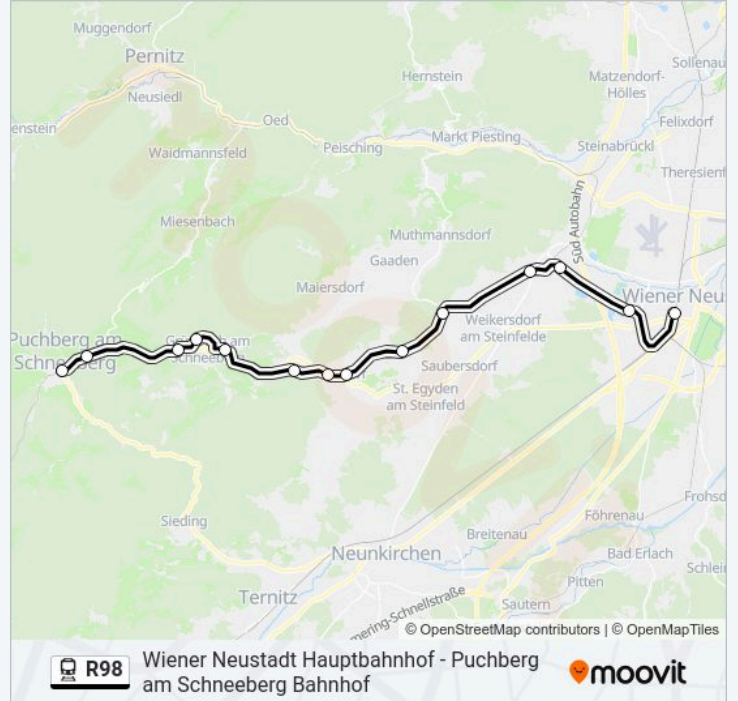 Muggendorf
Pernitz
Neusiedl
Hernstein
Sollenau
Matzendorf-
Hölles
Felixdorf
enstein
Oed
Waidmannsfeld
Peisching
Markt Piesting
Steinabrückl
Theresienf
Miesenbach
Süd Autobahn
Muthmannsdorf
Gaaden
Maiersdorf
Wiener Neu
Weikersdorf
am Steinfelde
Puchberg am
Schneeberg
am
Saubersdorf
St. Egyden
am Steinfeld
Sieding
Frohsd
Föhrenau
Breitenau
Bad Erlach
Neunkirchen
Schlei
Pitten
Ternitz
mering-Schnellstraße
Sautern
© OpenStreetMap contributors | © OpenMapTiles
R98
Wiener Neustadt Hauptbahnhof - Puchberg
am Schneeberg Bahnhof
moovit